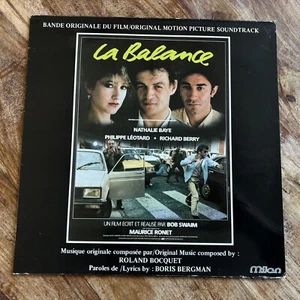 BANDE ORIGINALE DU FILM/ORIGINAL MOTION PICTURE SOUNDTRACK
La Balance
NATHALIE BAYE
PHILIPPE LÉOTARD • RICHARD BERRY
UN FILM ECRIT ET RÉALISÉ PAR BOB SWAIM
MAURICE RONET
Musique originale composée par/Original Music composed by :
ROLAND BOCQUET
Paroles de /Lyrics by : BORIS BERGMAN
milan